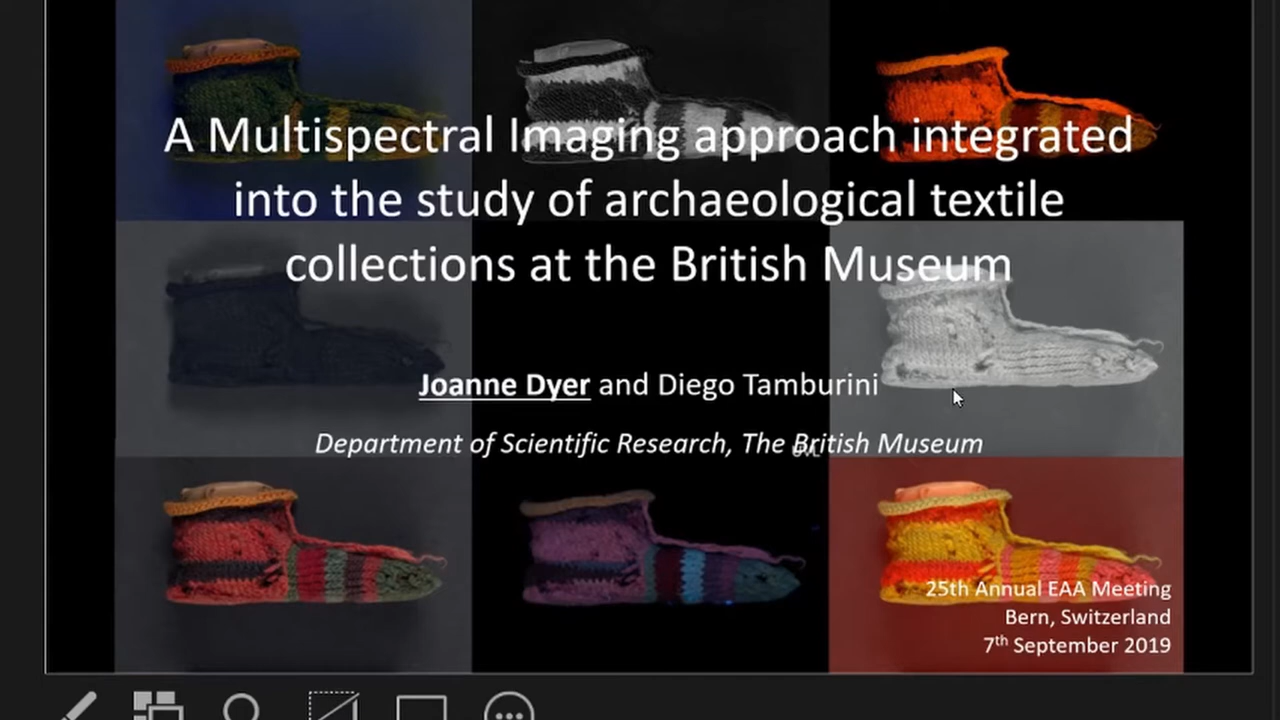 A Multispectral Imaging approach integrated
into the study of archaeological textile
collections at the British Museum
Joanne Dyer and Diego Tamburini
Department of Scientific Research, The British Museum
25th Annual EAA Meeting
Bern, Switzerland
7th September 2019